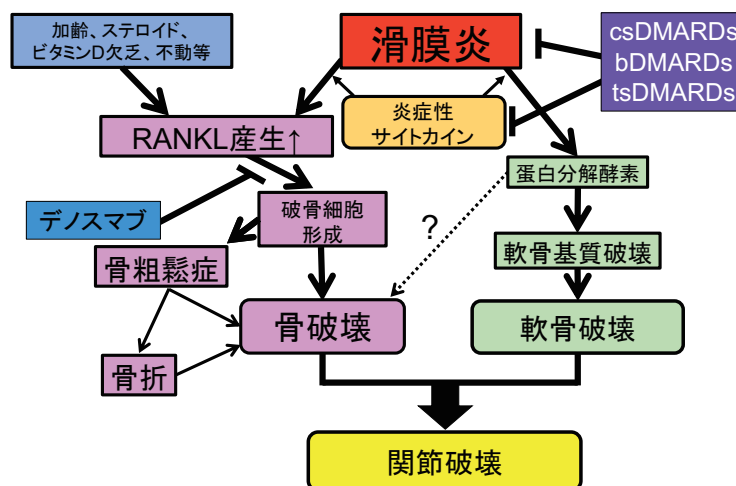 加齢、ステロイド、
ビタミンD欠乏、不動等
滑膜炎
csDMARDs
bDMARDs
tsDMARDs
炎症性
サイトカイン
RANKL産生↑
蛋白分解酵素
デノスマブ
破骨細胞
形成
?
骨粗鬆症
軟骨基質破壊
骨破壊
軟骨破壊
骨折
関節破壊